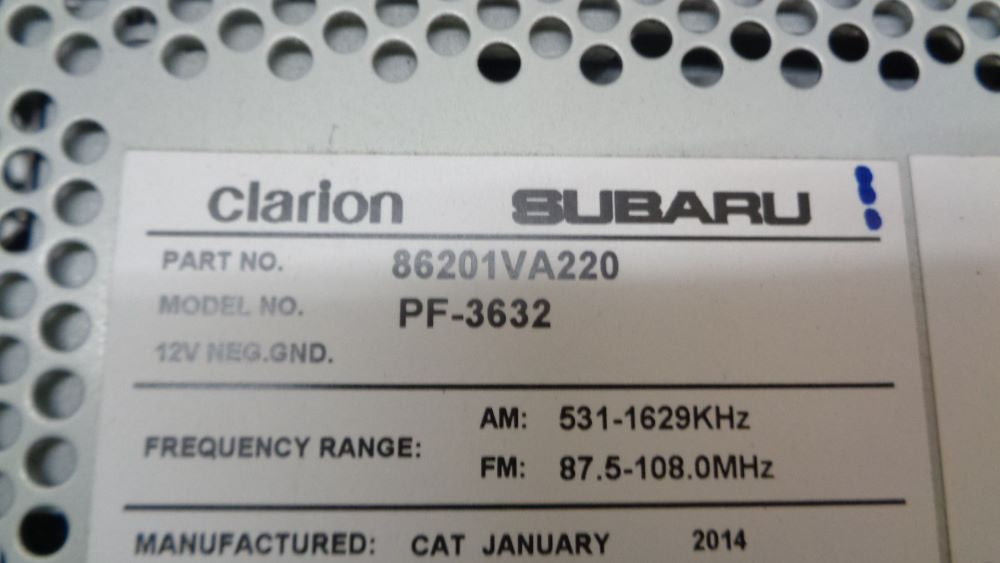 clarion SUBARU
PART NO. 86201VA220
MODEL NO. PF-3632
12V NEG.GND.
FREQUENCY RANGE: AM: 531-1629KHz
FM: 87.5-108.0MHz
MANUFACTURED: CAT JANUARY 2014